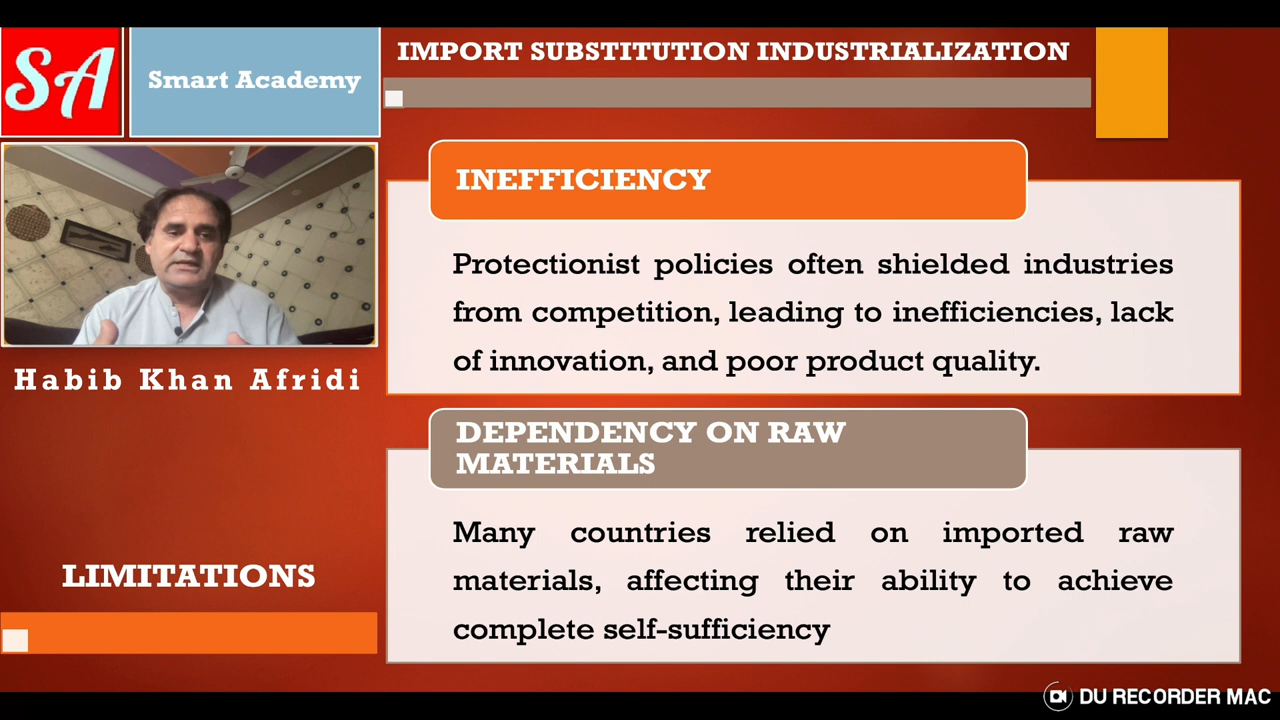 SA
Smart Academy
IMPORT SUBSTITUTION INDUSTRIALIZATION
Habib Khan Afridi
LIMITATIONS
INEFFICIENCY
Protectionist policies often shielded industries
from competition, leading to inefficiencies, lack
of innovation, and poor product quality.
DEPENDENCY ON RAW
MATERIALS
Many countries relied on imported raw
materials, affecting their ability to achieve
complete self-sufficiency
DU RECORDER MAC